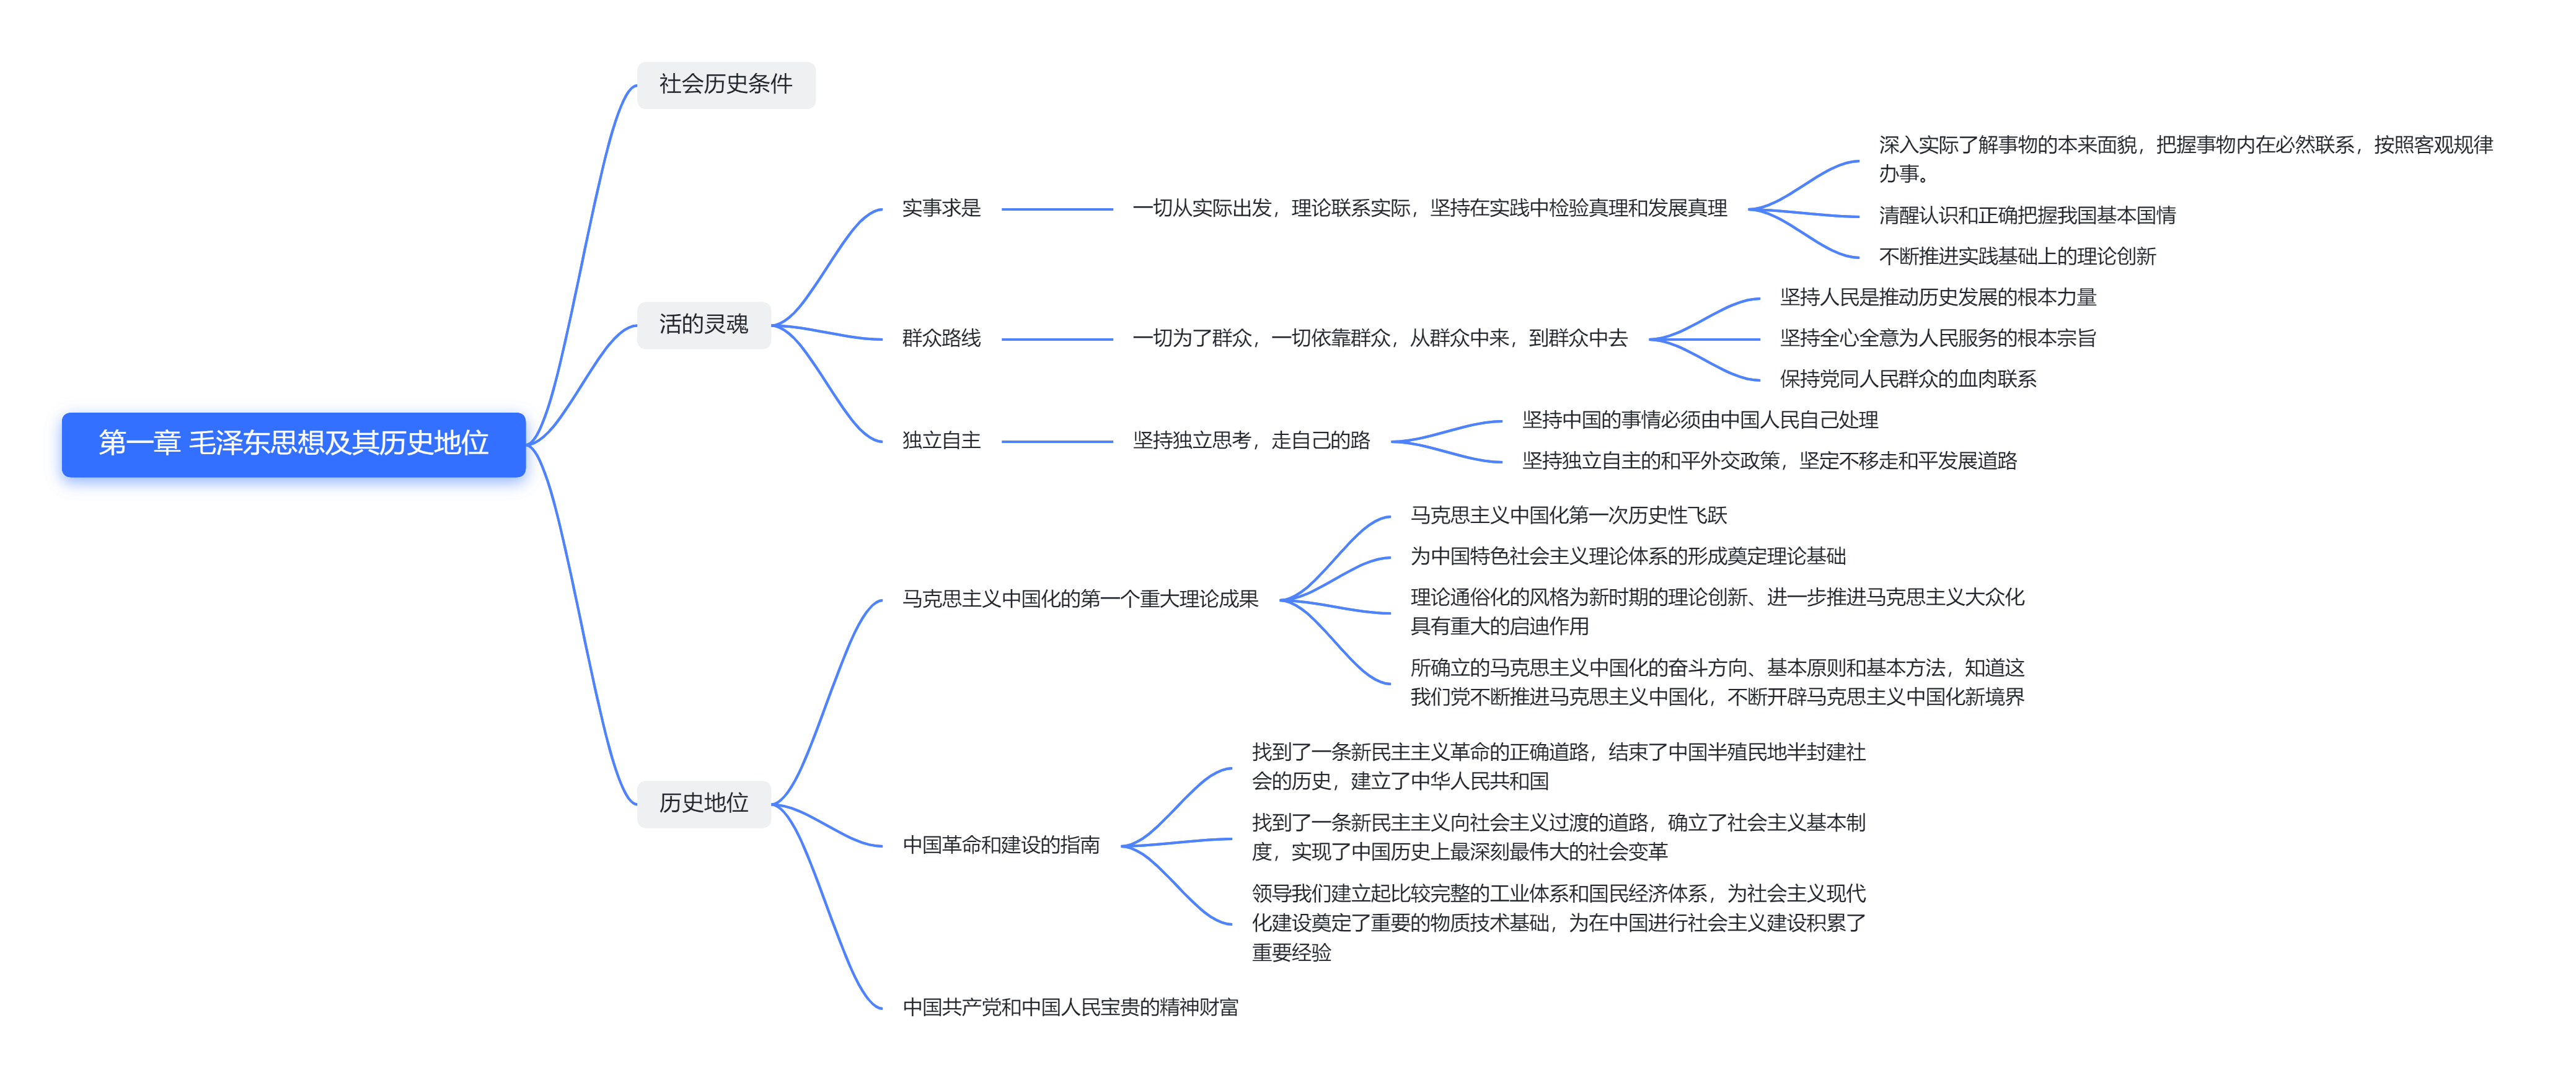 第一章 毛泽东思想及其历史地位
社会历史条件
活的灵魂
实事求是
一切从实际出发，理论联系实际，坚持在实践中检验真理和发展真理
深入实际了解事物的本来面貌，把握事物内在必然联系，按照客观规律
办事。
清醒认识和正确把握我国基本国情
不断推进实践基础上的理论创新
群众路线
一切为了群众，一切依靠群众，从群众中来，到群众中去
坚持人民是推动历史发展的根本力量
坚持全心全意为人民服务的根本宗旨
保持党同人民群众的血肉联系
独立自主
坚持独立思考，走自己的路
坚持中国的事情必须由中国人民自己处理
坚持独立自主的和平外交政策，坚定不移走和平发展道路
历史地位
马克思主义中国化的第一个重大理论成果
马克思主义中国化第一次历史性飞跃
为中国特色社会主义理论体系的形成奠定理论基础
理论通俗化的风格为新时期的理论创新、进一步推进马克思主义大众化
具有重大的启迪作用
所确立的马克思主义中国化的奋斗方向、基本原则和基本方法，知道这
我们党不断推进马克思主义中国化，不断开辟马克思主义中国化新境界
中国革命和建设的指南
找到了一条新民主主义革命的正确道路，结束了中国半殖民地半封建社
会的历史，建立了中华人民共和国
找到了一条新民主主义向社会主义过渡的道路，确立了社会主义基本制
度，实现了中国历史上最深刻最伟大的社会变革
领导我们建立起比较完整的工业体系和国民经济体系，为社会主义现代
化建设奠定了重要的物质技术基础，为在中国进行社会主义建设积累了
重要经验
中国共产党和中国人民宝贵的精神财富